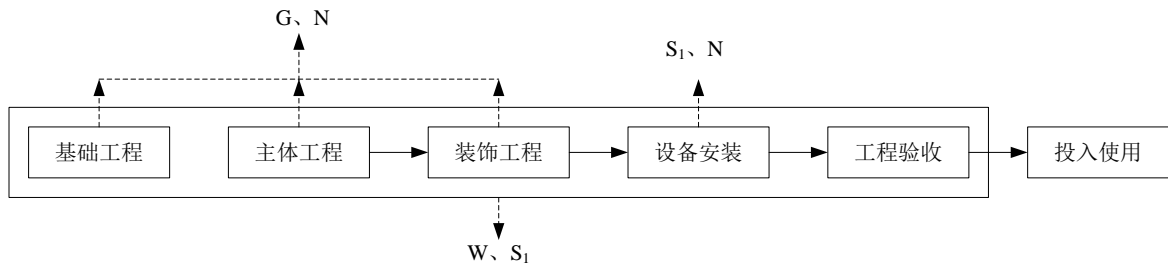 G、N
S₁、N
基础工程
主体工程
装饰工程
设备安装
工程验收
投入使用
W、S₁